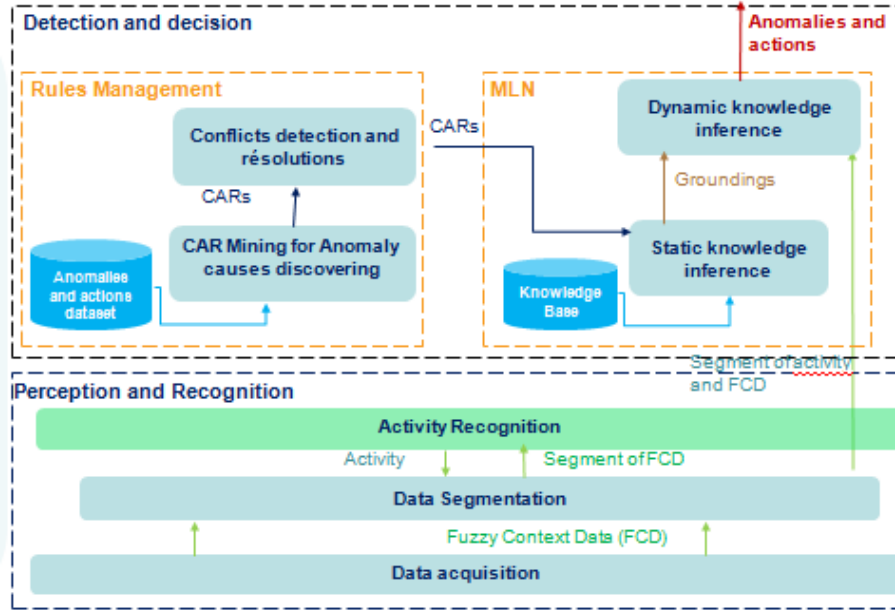 Detection and decision
Anomalies and
actions
Rules Management
MLN
Conflicts detection and
résolutions
CARs
Dynamic knowledge
inference
CARs
Groundings
CAR Mining for Anomaly
causes discovering
Static knowledge
inference
Anomalies
and actions
dataset
Knowledge
Base
Segment of activity
and FCD
Perception and Recognition
Activity Recognition
Activity
Segment of FCD
Data Segmentation
Fuzzy Context Data (FCD)
Data acquisition